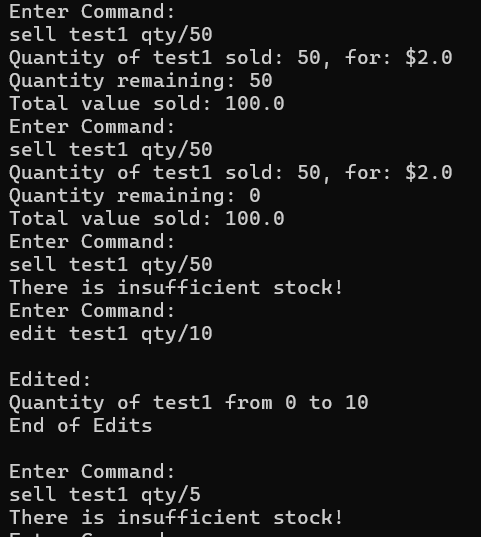 Enter Command:
sell test1 qty/50
Quantity of test1 sold: 50, for: $2.0
Quantity remaining: 50
Total value sold: 100.0
Enter Command:
sell test1 qty/50
Quantity of test1 sold: 50, for: $2.0
Quantity remaining: 0
Total value sold: 100.0
Enter Command:
sell test1 qty/50
There is insufficient stock!
Enter Command:
edit test1 qty/10
Edited:
Quantity of test1 from 0 to 10
End of Edits
Enter Command:
sell test1 qty/5
There is insufficient stock!